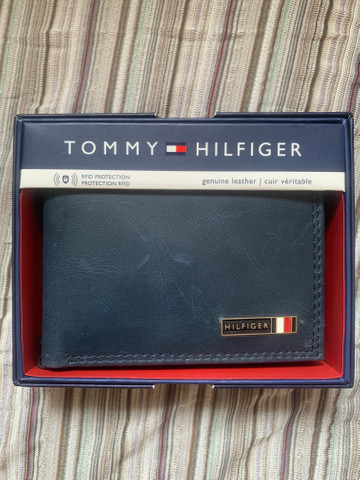 TOMMY HILFIGER
RFID PROTECTION
PROTECTION RFID
genuine leather | cuir véritable
HILFIGER